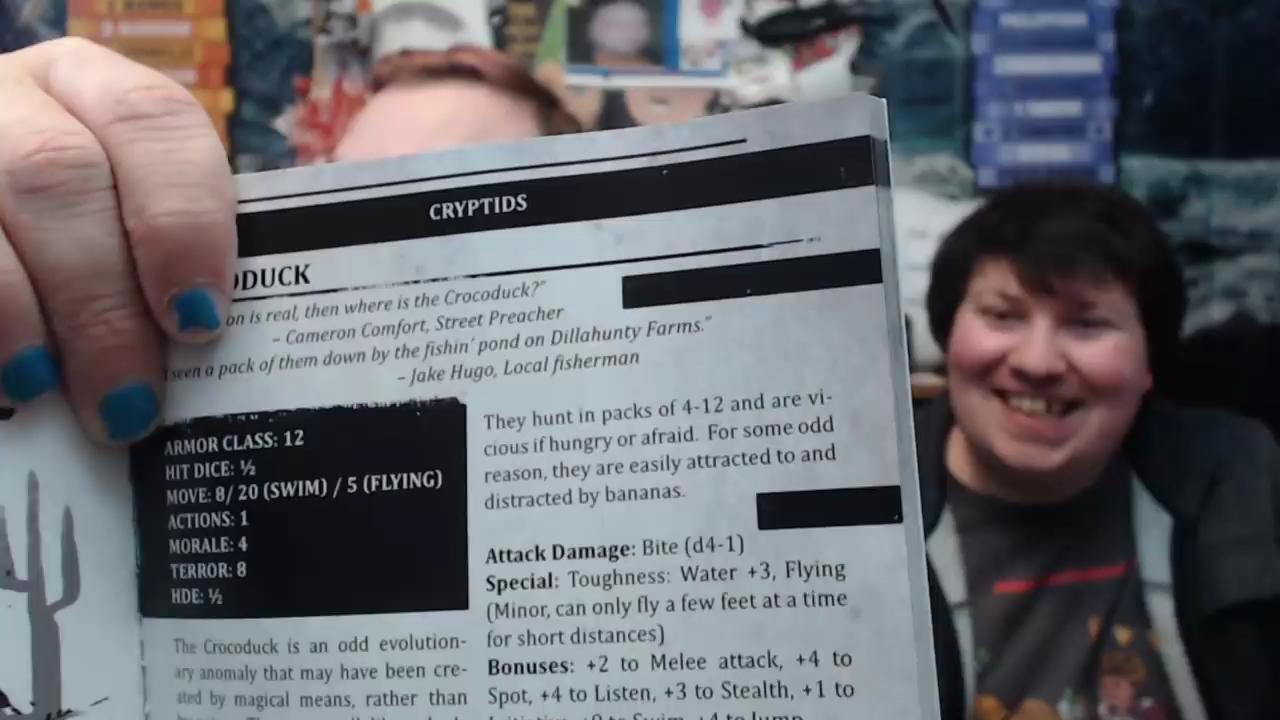 CRYPTIDS
ODUCK
on is real, then where is the Crocoduck?"
– Cameron Comfort, Street Preacher
seen a pack of them down by the fishin' pond on Dillahunty Farms."
– Jake Hugo, Local fisherman
ARMOR CLASS: 12
HIT DICE: ½
MOVE: 8/ 20 (SWIM) / 5 (FLYING)
ACTIONS: 1
MORALE: 4
TERROR: 8
HDE: ½
The Crocoduck is an odd evolution-
ary anomaly that may have been cre-
ated by magical means, rather than
They hunt in packs of 4-12 and are vi-
cious if hungry or afraid. For some odd
reason, they are easily attracted to and
distracted by bananas.
Attack Damage: Bite (d4-1)
Special: Toughness: Water +3, Flying
(Minor, can only fly a few feet at a time
for short distances)
Bonuses: +2 to Melee attack, +4 to
Spot, +4 to Listen, +3 to Stealth, +1 to